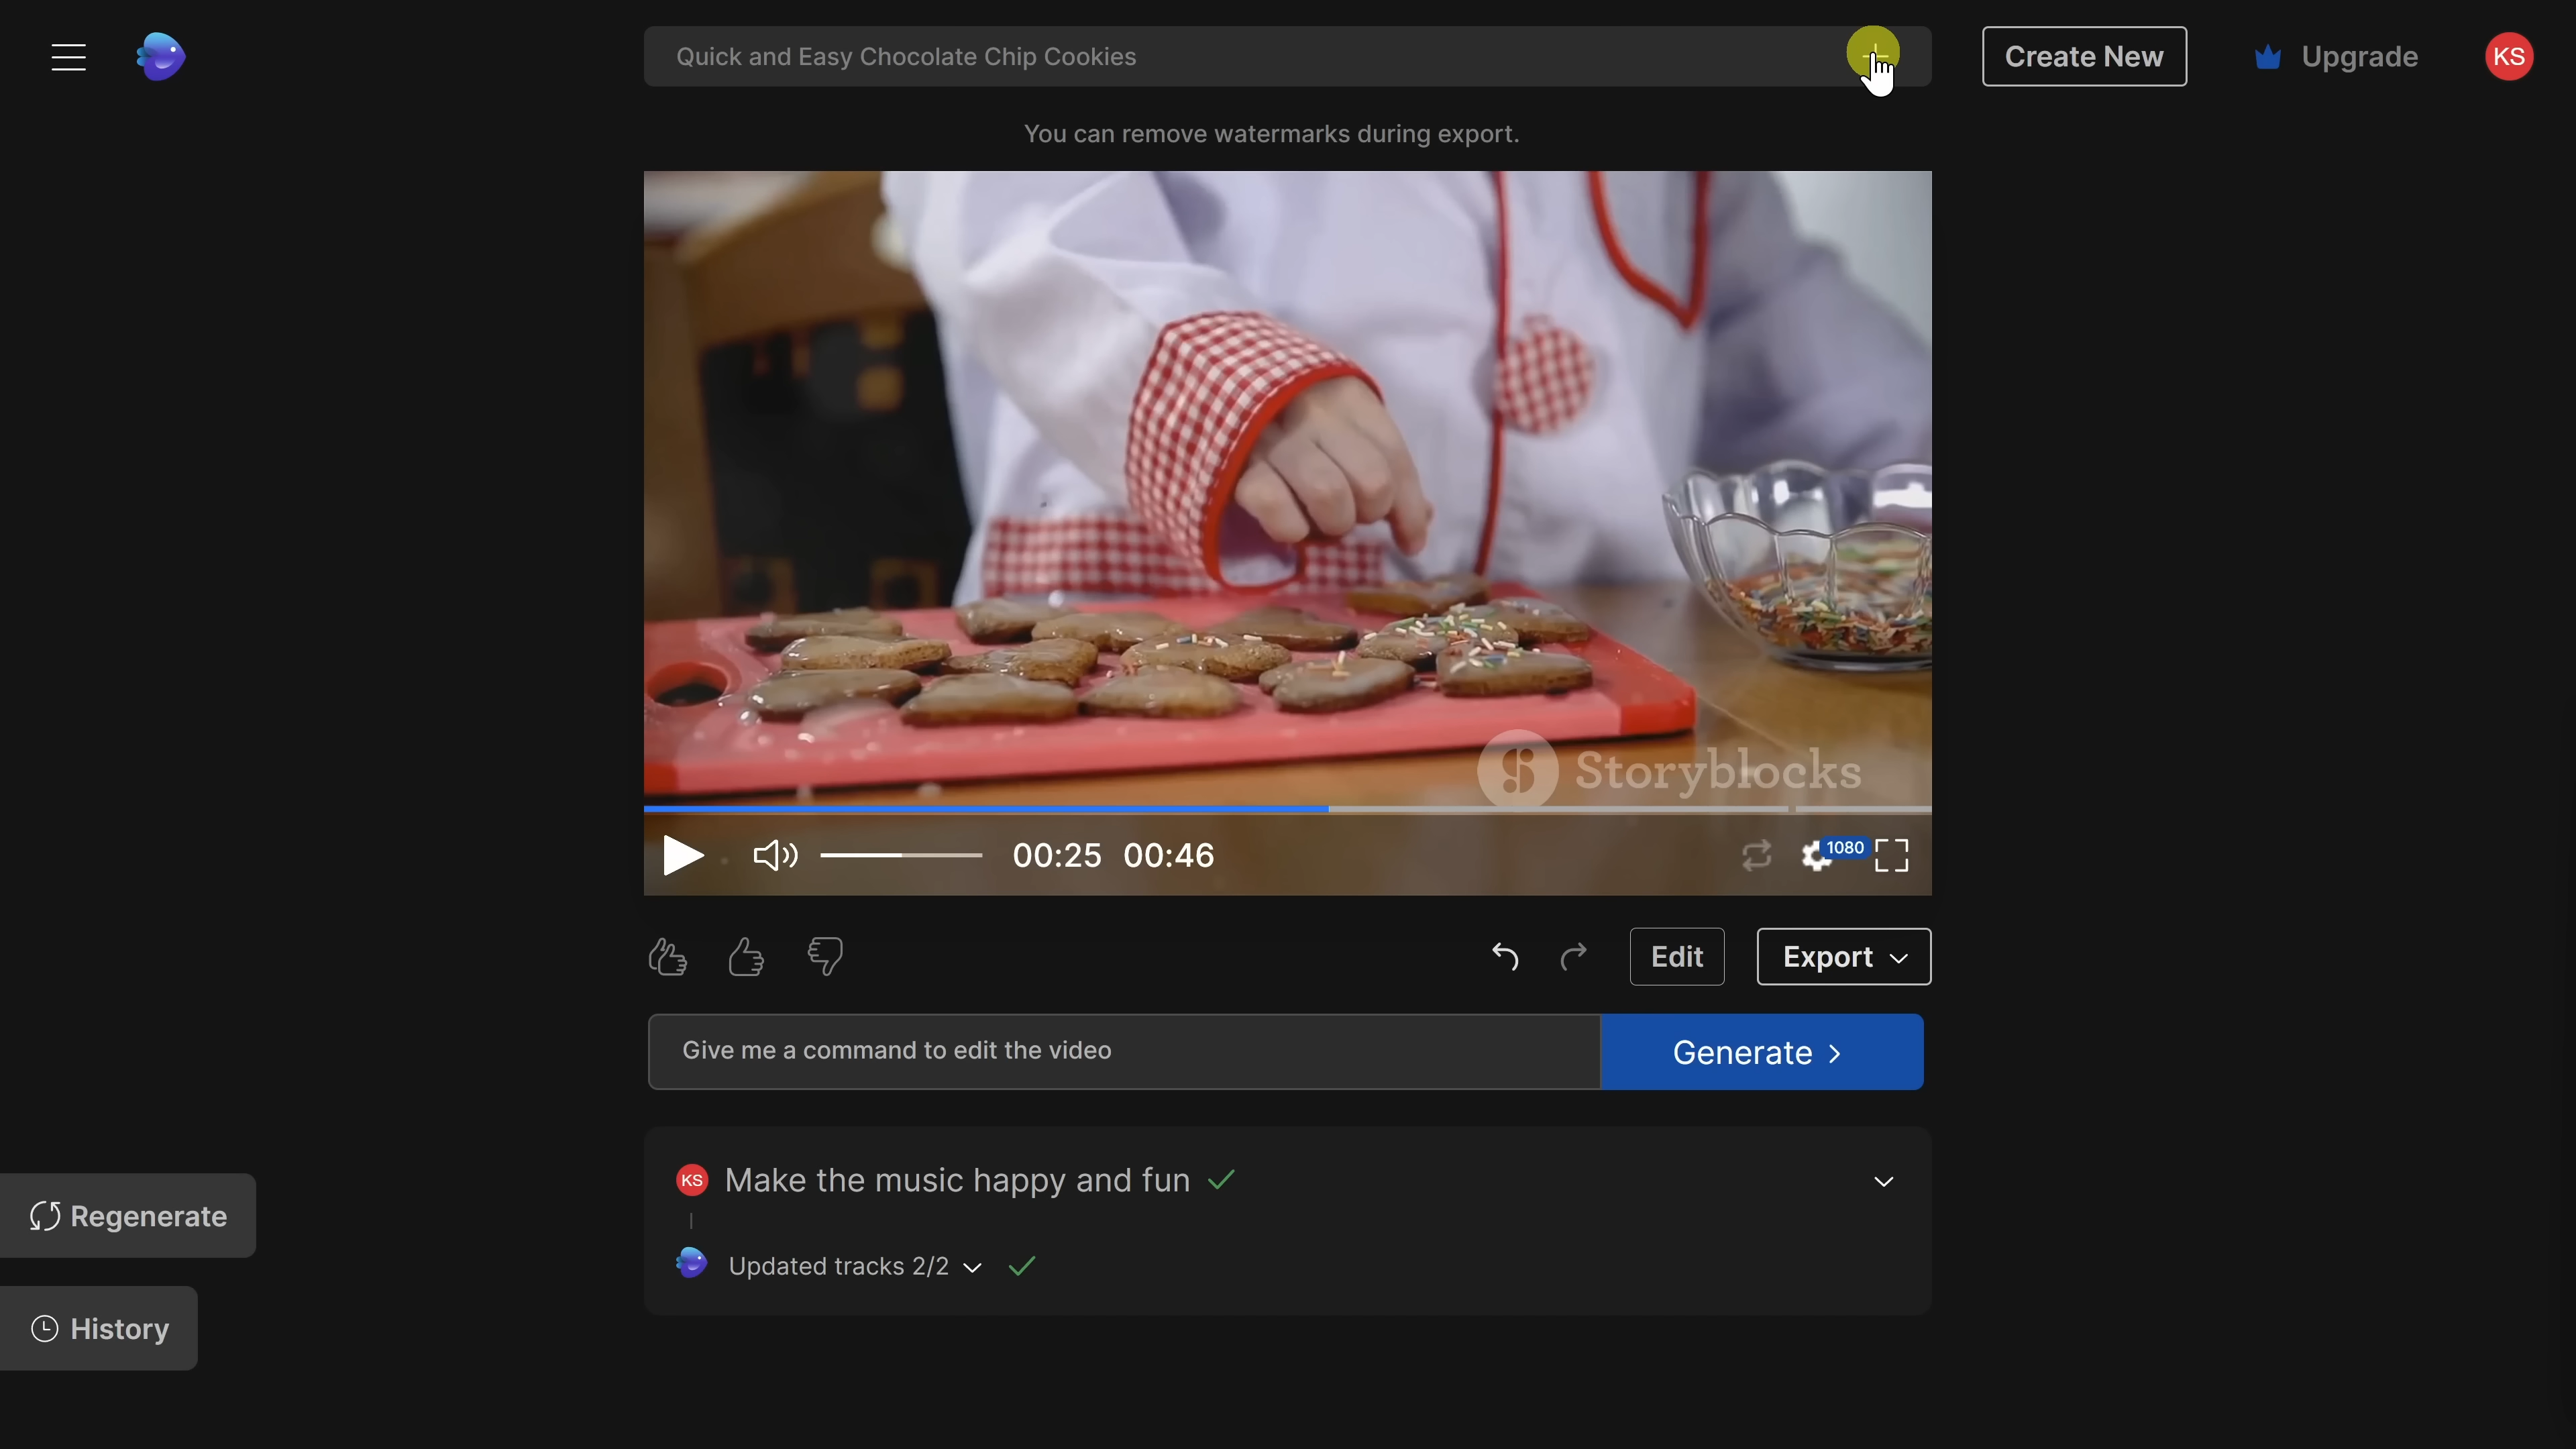 Quick and Easy Chocolate Chip Cookies
Create New
Upgrade
KS
You can remove watermarks during export.
Storyblocks
00:25 00:46
1080
Edit
Export
Give me a command to edit the video
Generate
KS Make the music happy and fun
Updated tracks 2/2
Regenerate
History